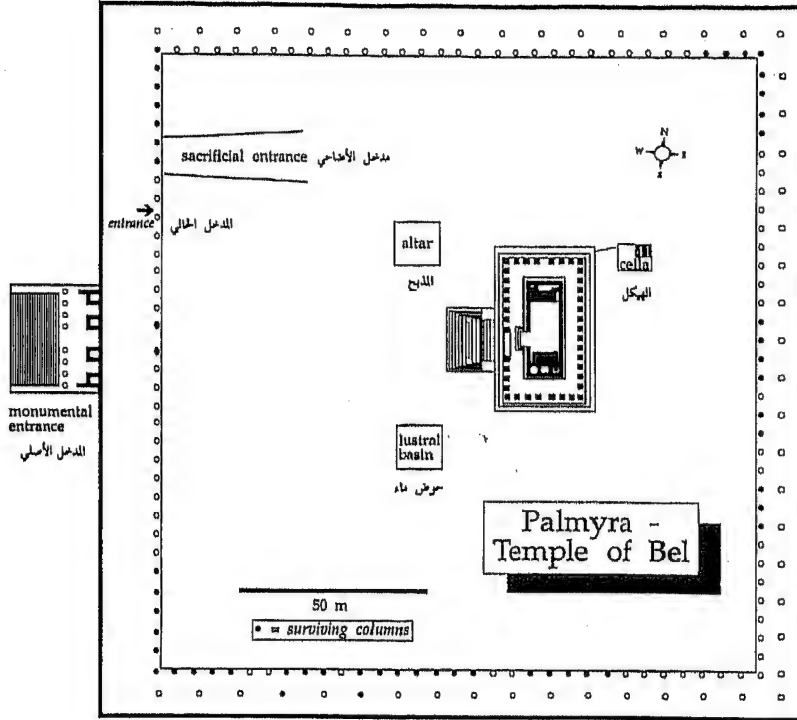 sacrificial entrance مدخل الأضاحي
N
W
E
S
entrance المدخل الحالي
altar
المذبح
cella
الهيكل
monumental
entrance
المدخل الأصلي
lustral
basin
حوض ماء
Palmyra -
Temple of Bel
50 m
• = surviving columns